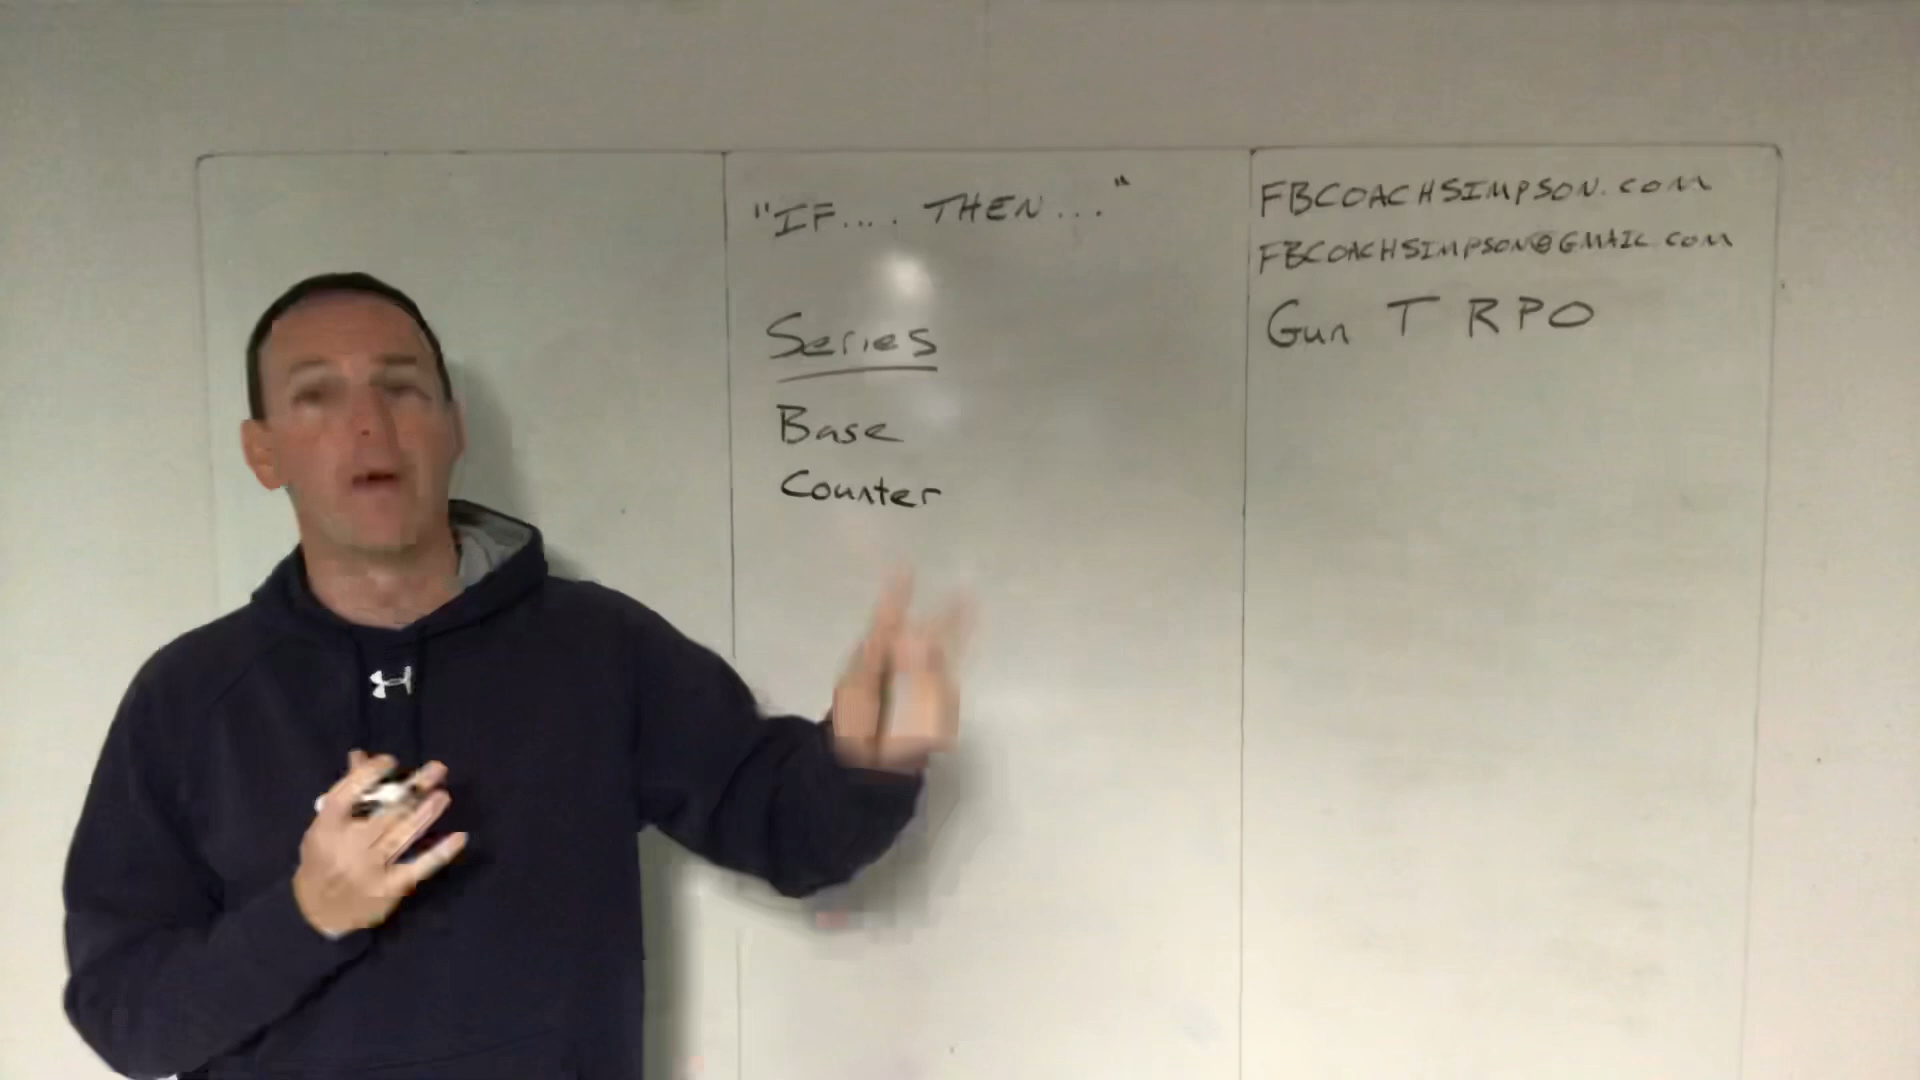 "IF.... THEN..."
Series
Base
Counter
FBCOACHSIMPSON.COM
FBCOACHSIMPSON@GMAIL.COM
Gun T RPO